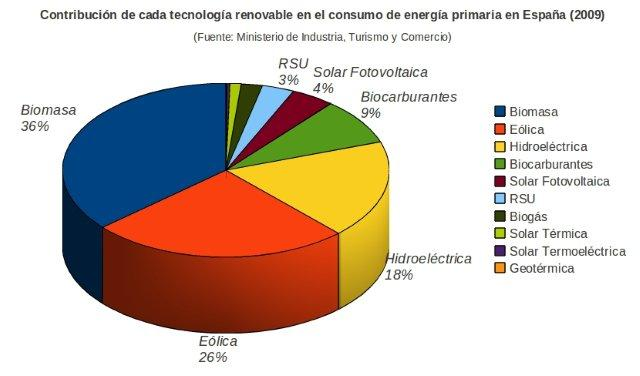 Contribución de cada tecnología renovable en el consumo de energía primaria en España (2009)
(Fuente: Ministerio de Industria, Turismo y Comercio)
RSU
3%
Solar Fotovoltaica
4%
Biocarburantes
9%
Biomasa
36%
Hidroeléctrica
18%
Eólica
26%
Biomasa
Eólica
Hidroeléctrica
Biocarburantes
Solar Fotovoltaica
RSU
Biogás
Solar Térmica
Solar Termoeléctrica
Geotérmica